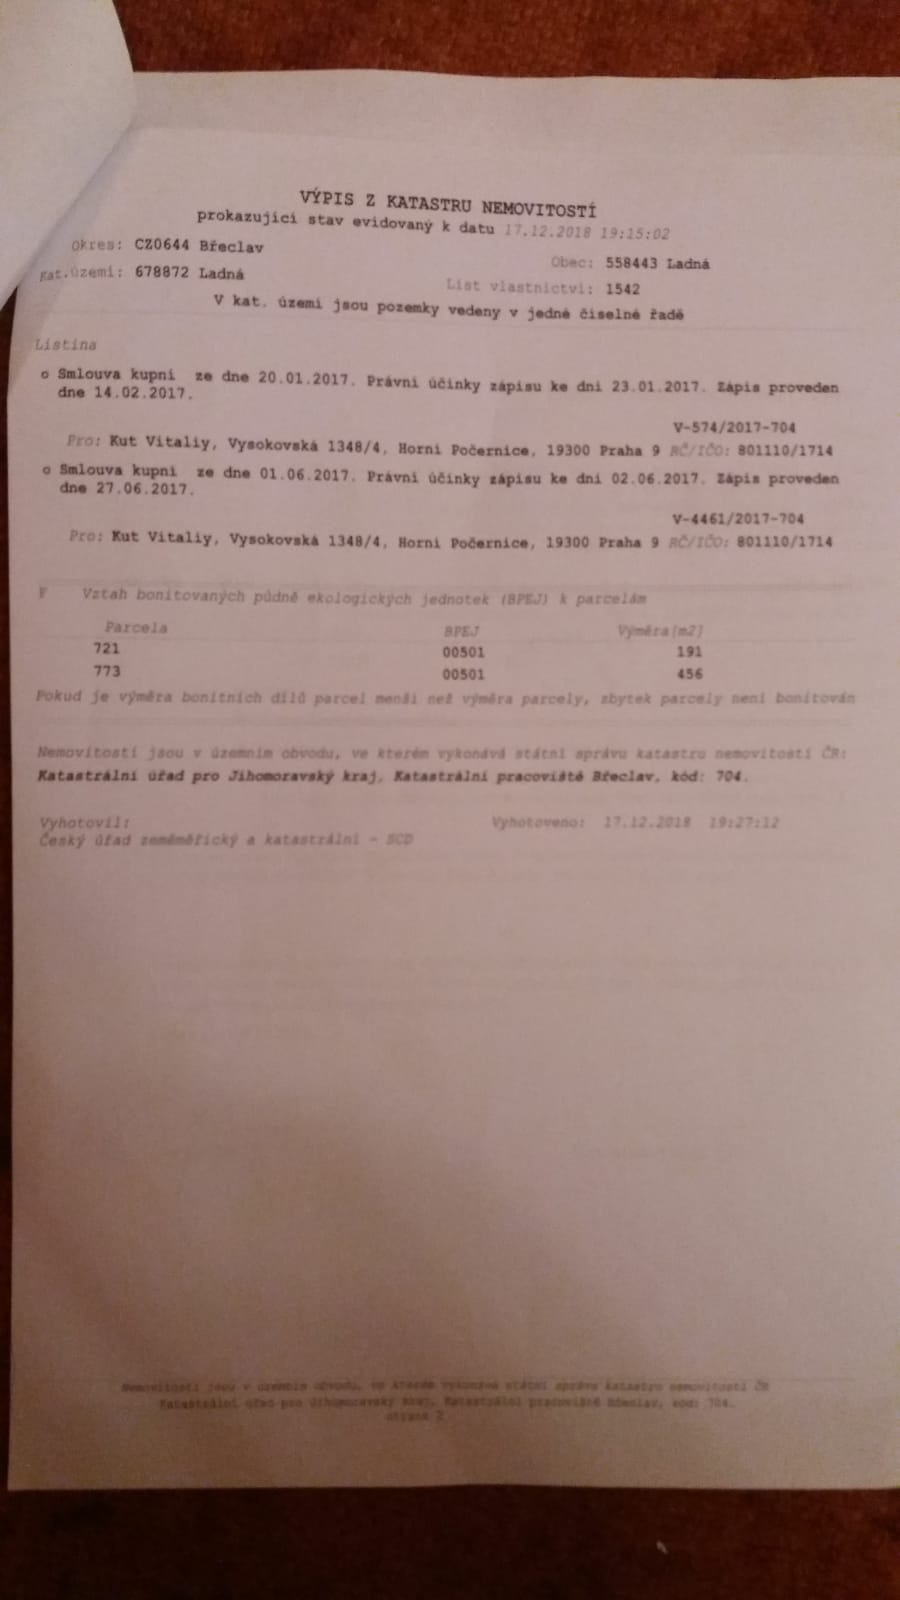 VÝPIS Z KATASTRU NEMOVITOSTÍ
prokazující stav evidovaný k datu 17.12.2018 19:15:02
Okres: CZ0644 Břeclav
Obec: 558443 Ladná
Kat.území: 678872 Ladná
List vlastnictví: 1542
V kat. území jsou pozemky vedeny v jedné číselné řadě
Listina
o Smlouva kupní ze dne 20.01.2017. Právní účinky zápisu ke dni 23.01.2017. Zápis proveden
dne 14.02.2017.
V-574/2017-704
Pro: Kut Vitaliy, Vysokovská 1348/4, Horní Počernice, 19300 Praha 9 RČ/IČO: 801110/1714
o Smlouva kupní ze dne 01.06.2017. Právní účinky zápisu ke dni 02.06.2017. Zápis proveden
dne 27.06.2017.
V-4461/2017-704
Pro: Kut Vitaliy, Vysokovská 1348/4, Horní Počernice, 19300 Praha 9 RČ/IČO: 801110/1714
F Vztah bonitovaných půdně ekologických jednotek (BPEJ) k parcelám
Parcela BPEJ Výměra[m2]
721 00501 191
773 00501 456
Pokud je výměra bonitních dílů parcel menší než výměra parcely, zbytek parcely není bonitován
Nemovitosti jsou v územním obvodu, ve kterém vykonává státní správu katastru nemovitostí ČR:
Katastrální úřad pro Jihomoravský kraj, Katastrální pracoviště Břeclav, kód: 704.
Vyhotovil: Vyhotoveno: 17.12.2018 19:27:12
Český úřad zeměměřický a katastrální - SCD
Nemovitosti jsou v územním obvodu, ve kterém vykonává státní správu katastru nemovitostí ČR
Katastrální úřad pro Jihomoravský kraj, Katastrální pracoviště Břeclav, kód: 704.
strana 2